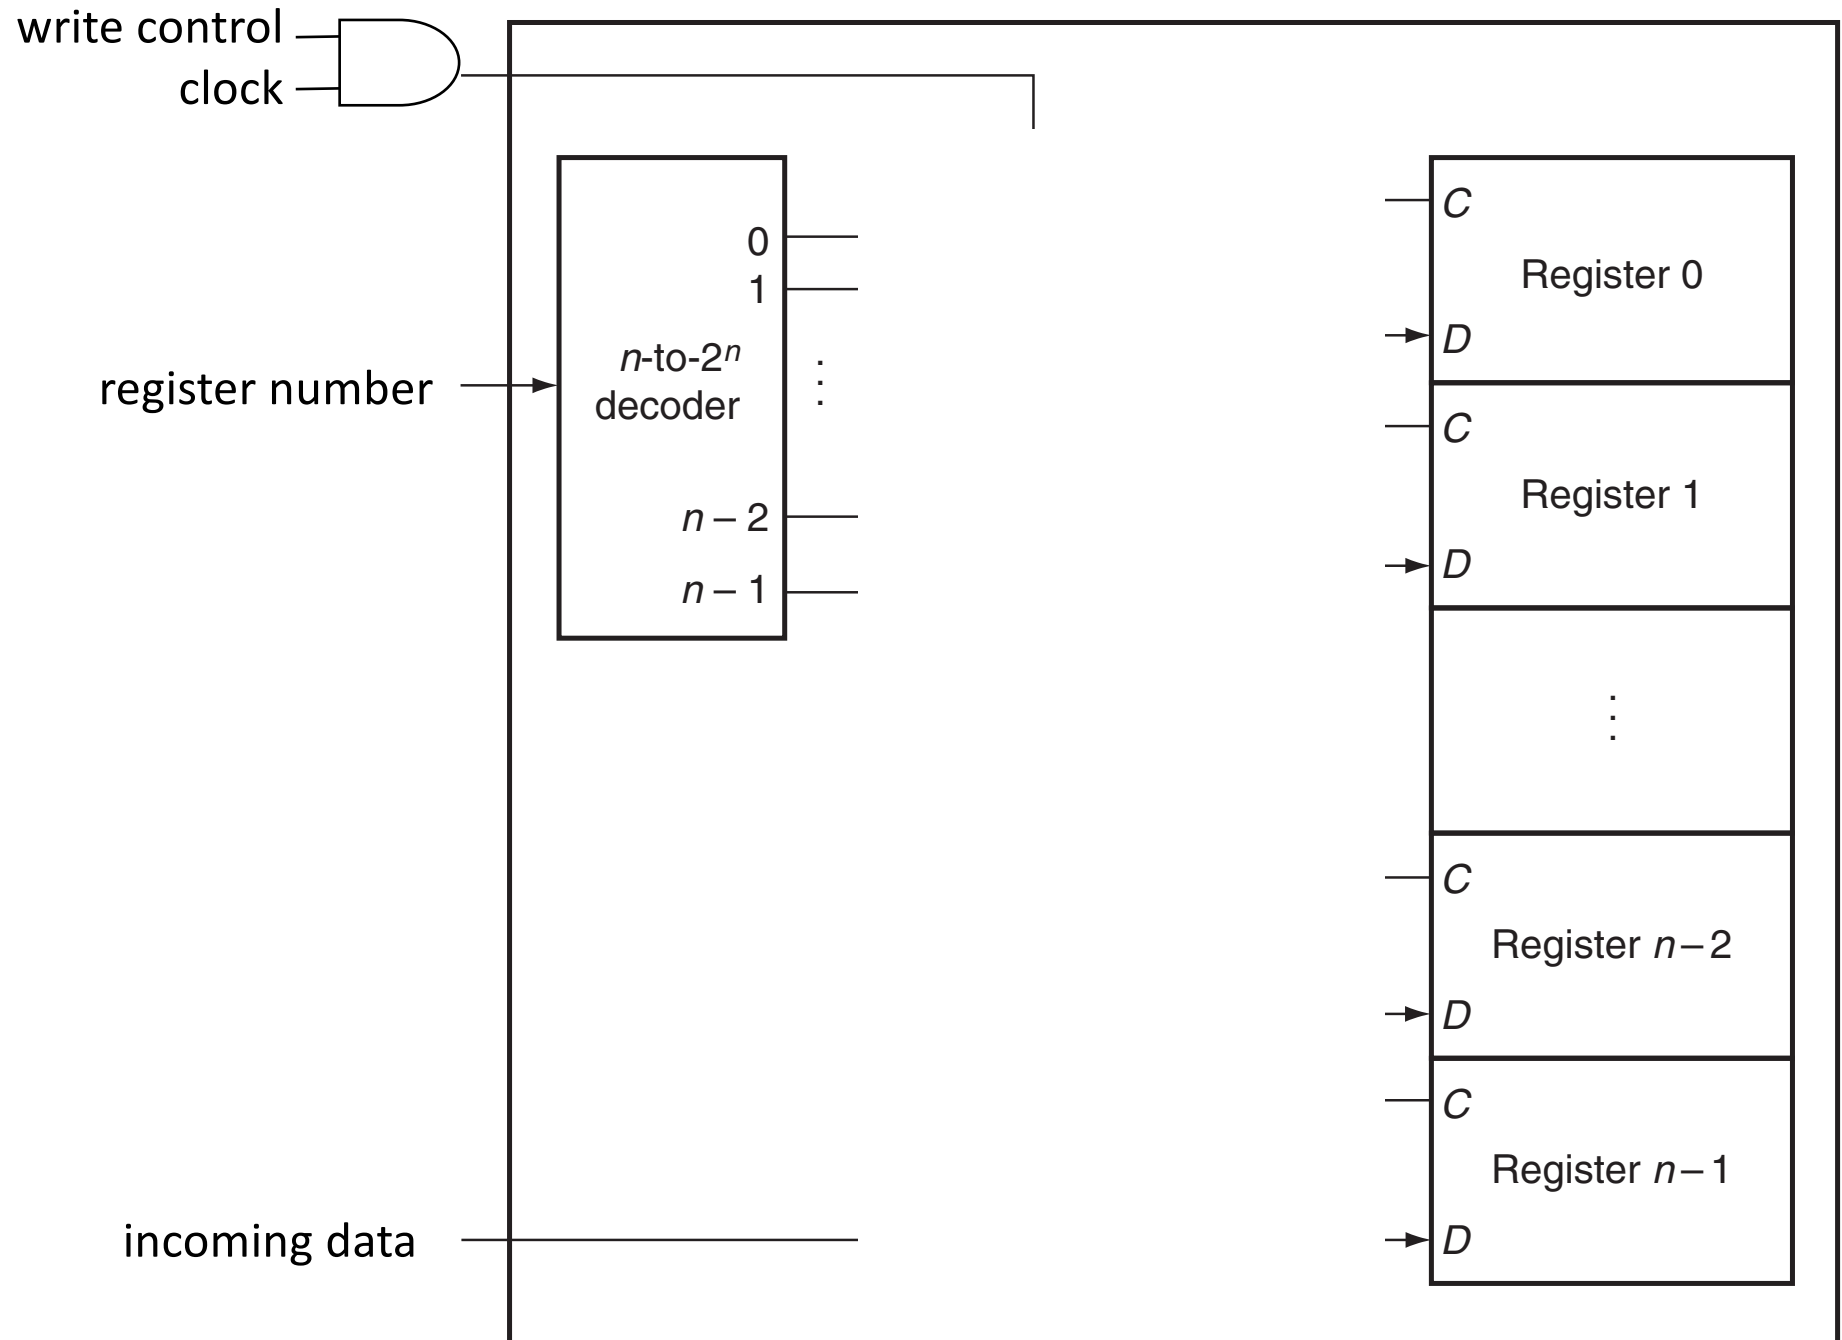 write control
clock
0
1
n-to-2ⁿ
decoder
n – 2
n – 1
register number
incoming data
C
Register 0
D
C
Register 1
D
C
Register n – 2
D
C
Register n – 1
D